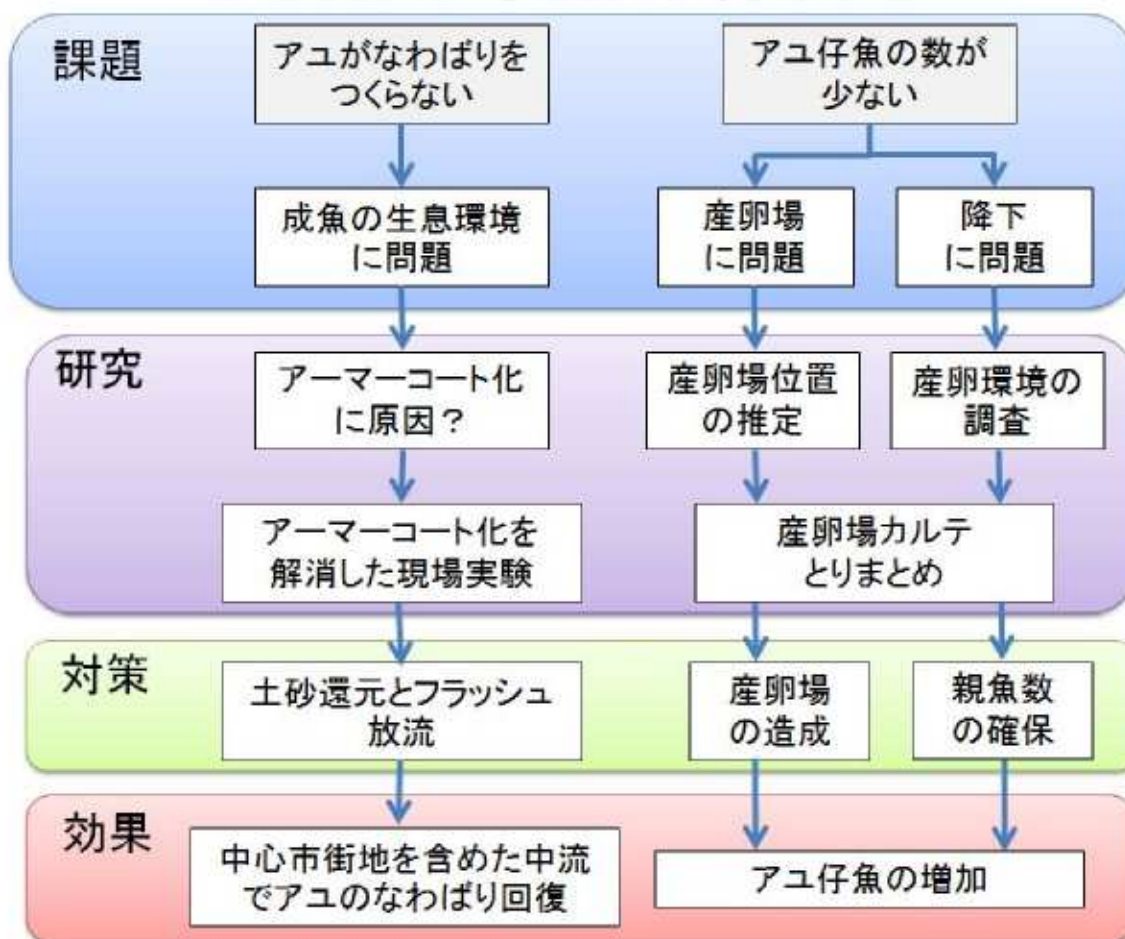 課題
アユがなわばりを
つくらない
アユ仔魚の数が
少ない
成魚の生息環境
に問題
産卵場
に問題
降下
に問題
研究
アーマーコート化
に原因？
産卵場位置
の推定
産卵環境の
調査
アーマーコート化を
解消した現場実験
産卵場カルテ
とりまとめ
対策
土砂還元とフラッシュ
放流
産卵場
の造成
親魚数
の確保
効果
中心市街地を含めた中流
でアユのなわばり回復
アユ仔魚の増加